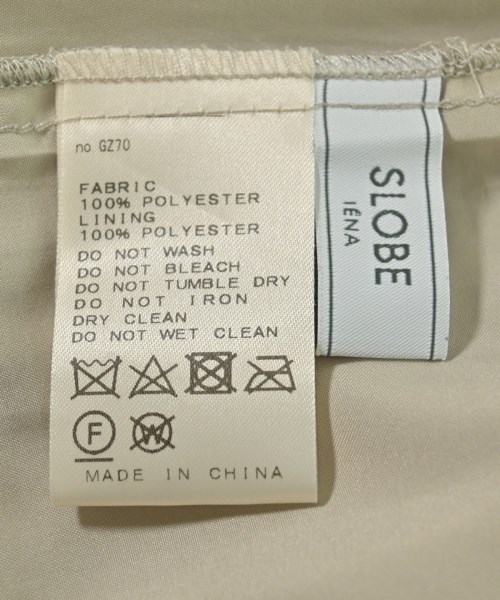 no GZ70
FABRIC
100% POLYESTER
LINING
100% POLYESTER
DO NOT WASH
DO NOT BLEACH
DO NOT TUMBLE DRY
DO NOT IRON
DRY CLEAN
DO NOT WET CLEAN
F W
MADE IN CHINA
SLOBE
IÉNA